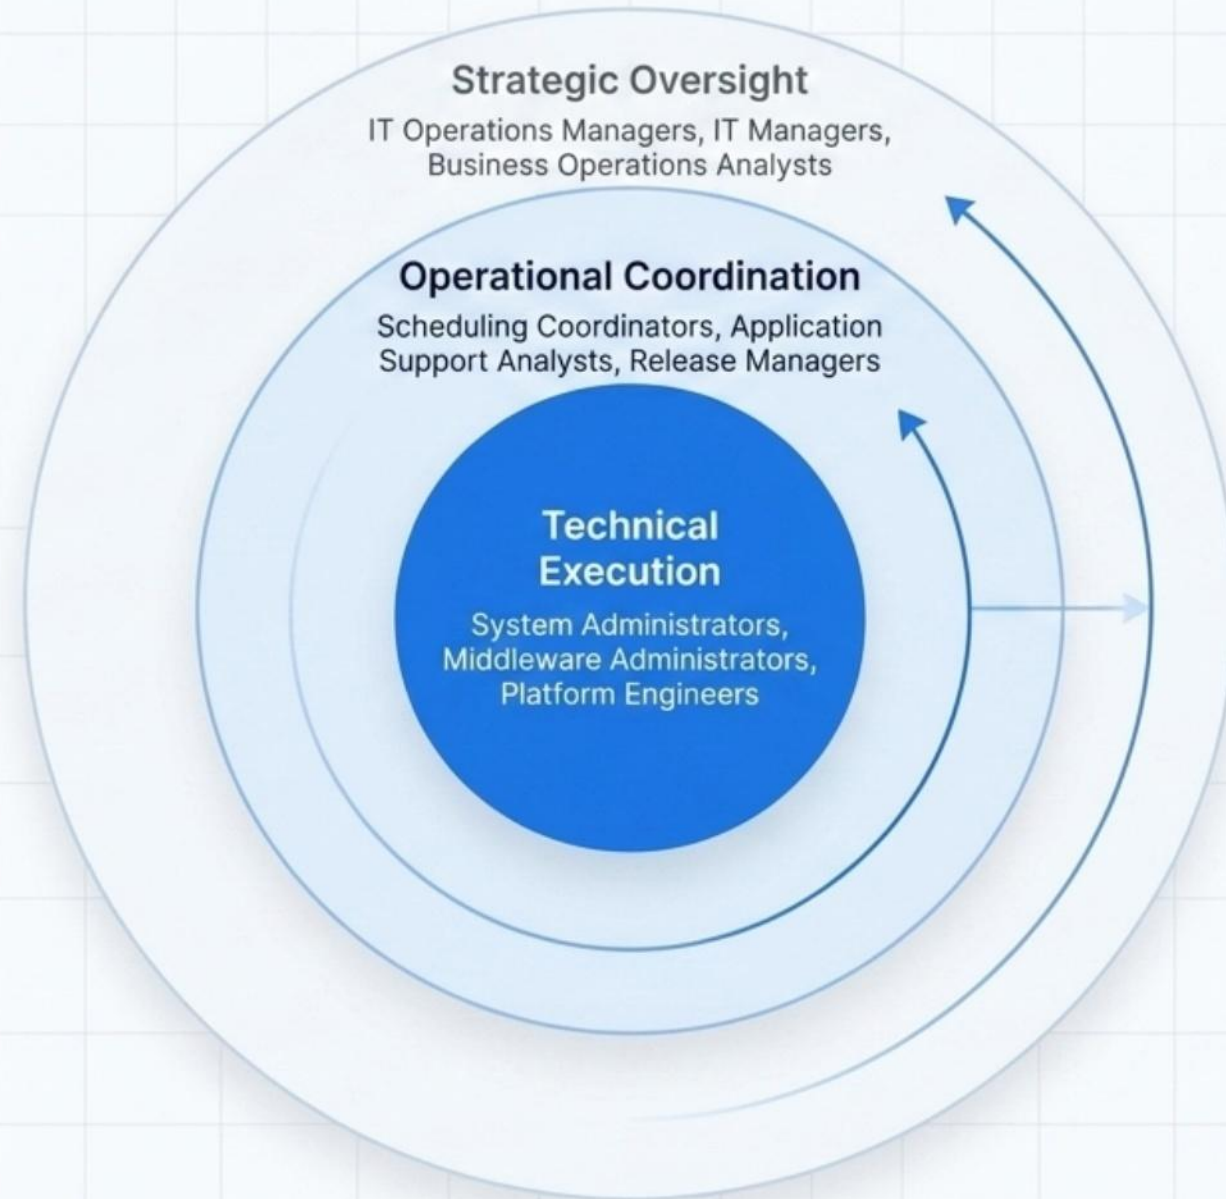 Strategic Oversight
IT Operations Managers, IT Managers,
Business Operations Analysts
Operational Coordination
Scheduling Coordinators, Application
Support Analysts, Release Managers
Technical
Execution
System Administrators,
Middleware Administrators,
Platform Engineers